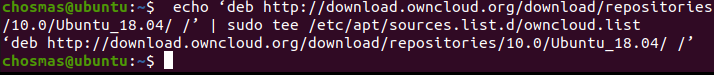 chosmas@ubuntu:~$  echo ‘deb http://download.owncloud.org/download/repositories
/10.0/Ubuntu_18.04/ /’ | sudo tee /etc/apt/sources.list.d/owncloud.list
‘deb http://download.owncloud.org/download/repositories/10.0/Ubuntu_18.04/ /’
chosmas@ubuntu:~$